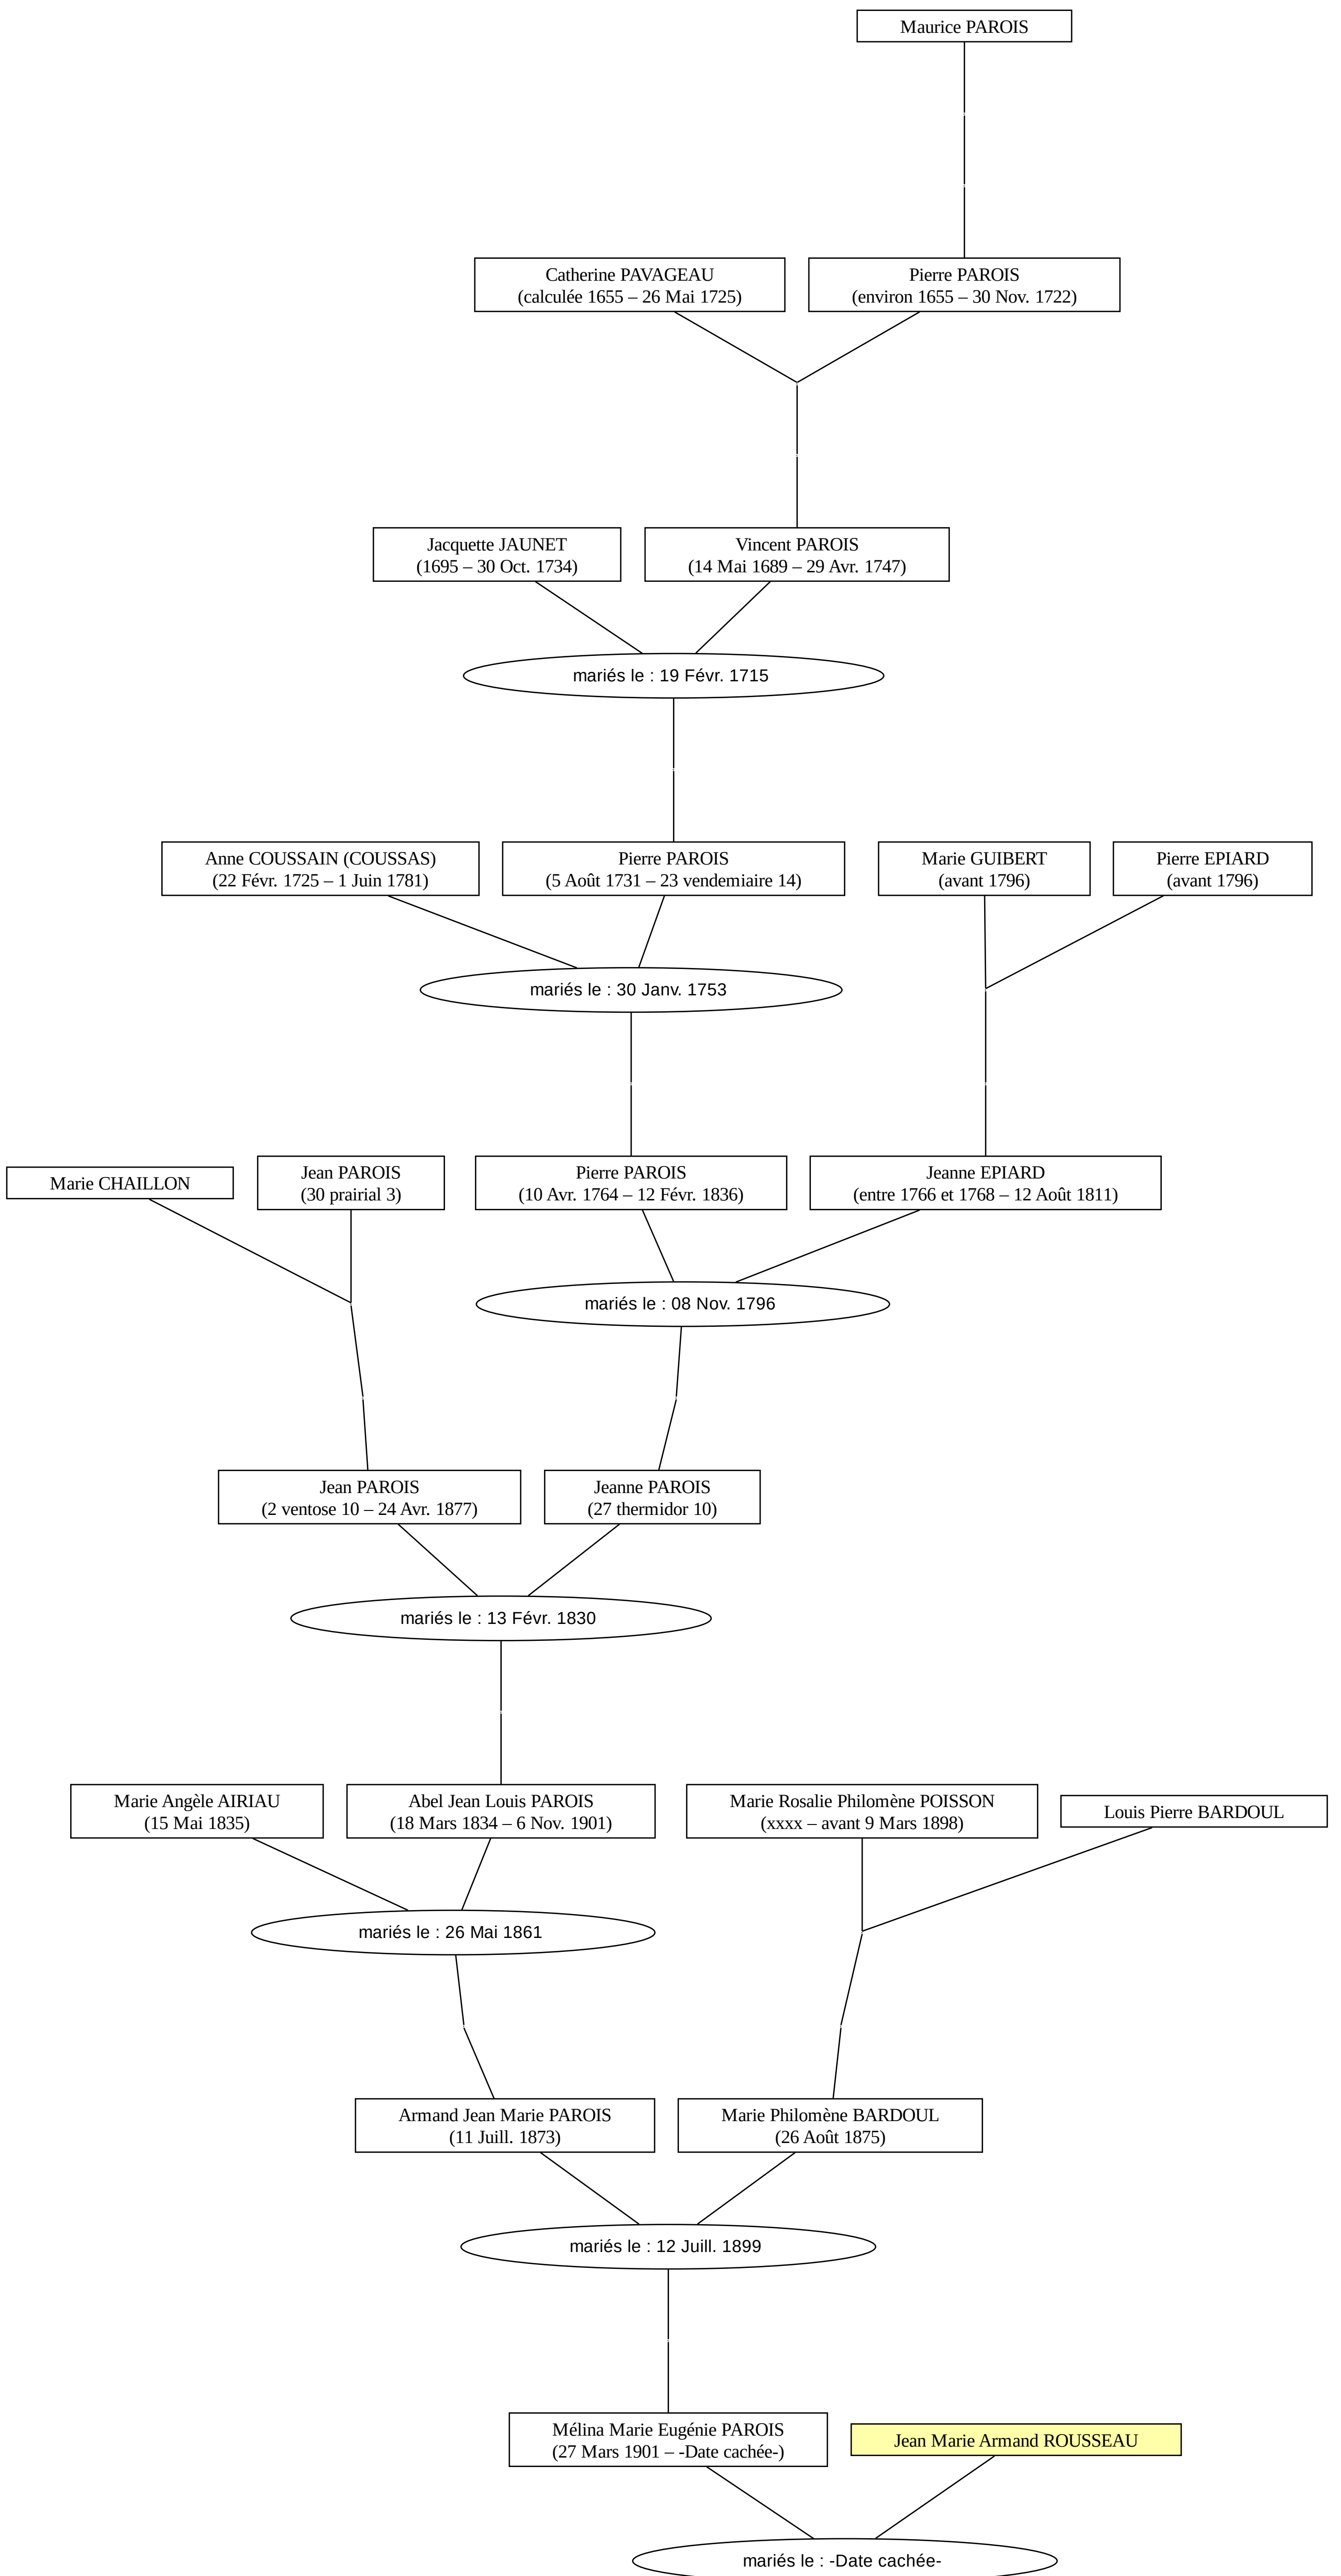 Maurice PAROIS
Catherine PAVAGEAU
(calculée 1655 – 26 Mai 1725)
Pierre PAROIS
(environ 1655 – 30 Nov. 1722)
Jacquette JAUNET
(1695 – 30 Oct. 1734)
Vincent PAROIS
(14 Mai 1689 – 29 Avr. 1747)
mariés le : 19 Févr. 1715
Anne COUSSAIN (COUSSAS)
(22 Févr. 1725 – 1 Juin 1781)
Pierre PAROIS
(5 Août 1731 – 23 vendemiaire 14)
Marie GUIBERT
(avant 1796)
Pierre EPIARD
(avant 1796)
mariés le : 30 Janv. 1753
Marie CHAILLON
Jean PAROIS
(30 prairial 3)
Pierre PAROIS
(10 Avr. 1764 – 12 Févr. 1836)
Jeanne EPIARD
(entre 1766 et 1768 – 12 Août 1811)
mariés le : 08 Nov. 1796
Jean PAROIS
(2 ventose 10 – 24 Avr. 1877)
Jeanne PAROIS
(27 thermidor 10)
mariés le : 13 Févr. 1830
Marie Angèle AIRIAU
(15 Mai 1835)
Abel Jean Louis PAROIS
(18 Mars 1834 – 6 Nov. 1901)
Marie Rosalie Philomène POISSON
(xxxx – avant 9 Mars 1898)
Louis Pierre BARDOUL
mariés le : 26 Mai 1861
Armand Jean Marie PAROIS
(11 Juill. 1873)
Marie Philomène BARDOUL
(26 Août 1875)
mariés le : 12 Juill. 1899
Mélina Marie Eugénie PAROIS
(27 Mars 1901 – -Date cachée-)
Jean Marie Armand ROUSSEAU
mariés le : -Date cachée-